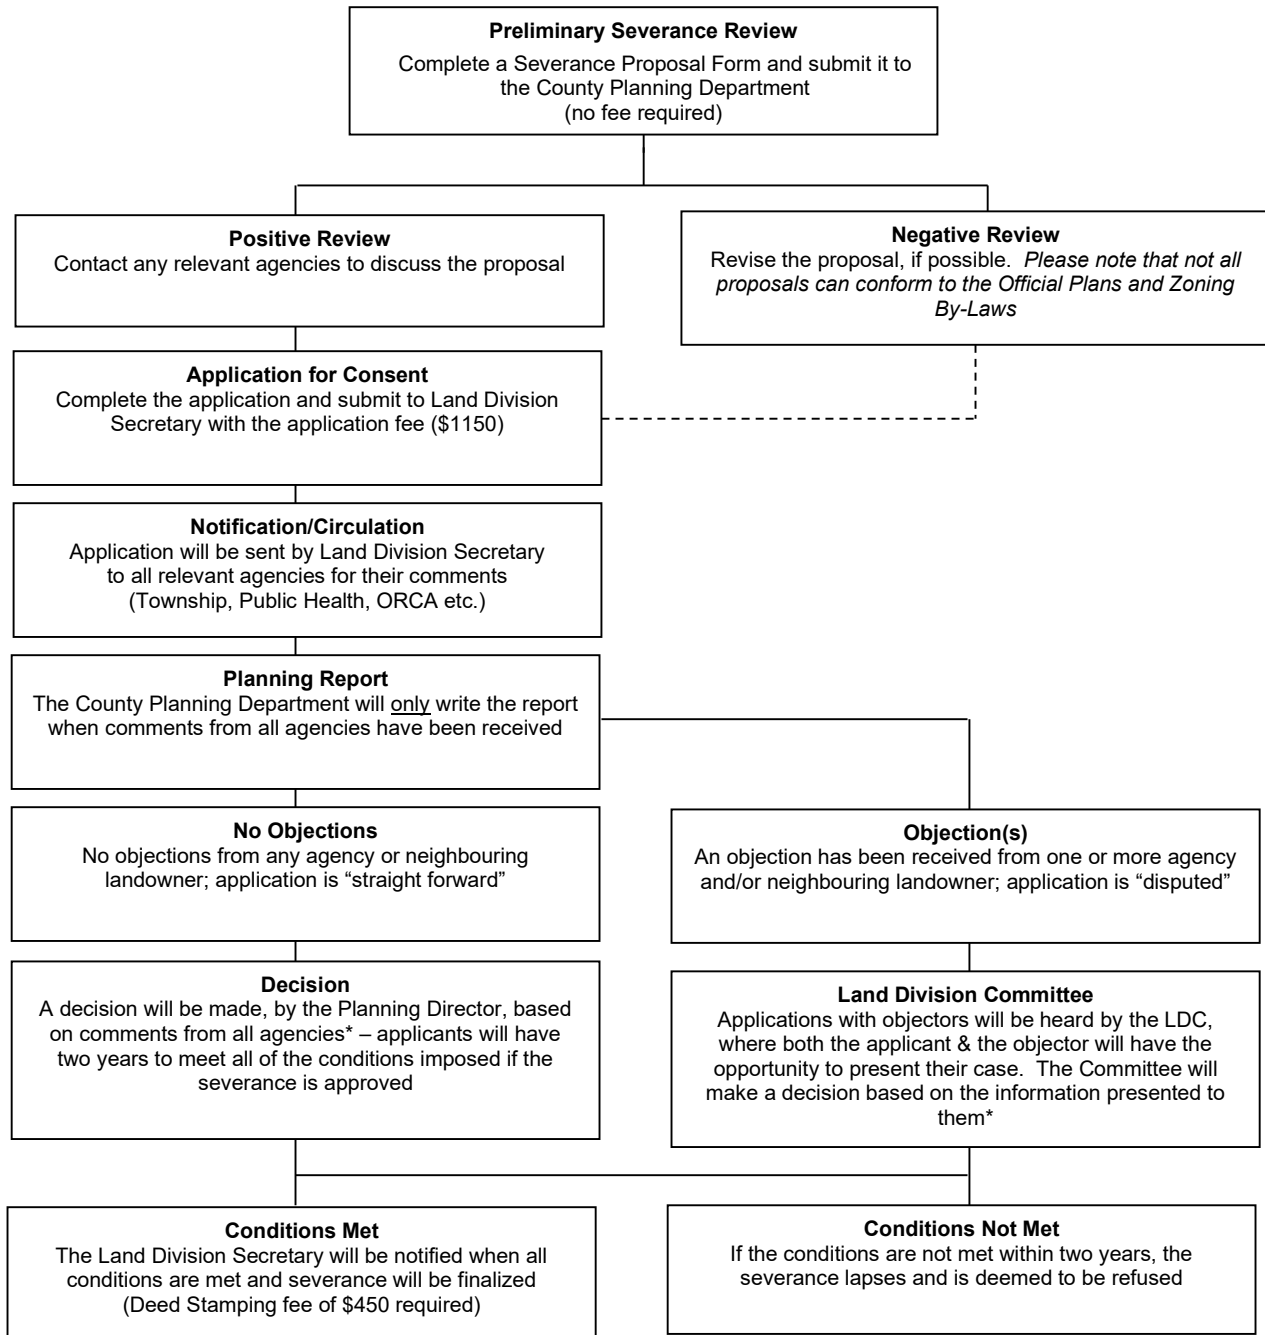 Preliminary Severance Review
Complete a Severance Proposal Form and submit it to
the County Planning Department
(no fee required)
Positive Review
Contact any relevant agencies to discuss the proposal
Negative Review
Revise the proposal, if possible. Please note that not all
proposals can conform to the Official Plans and Zoning
By-Laws
Application for Consent
Complete the application and submit to Land Division
Secretary with the application fee ($1150)
Notification/Circulation
Application will be sent by Land Division Secretary
to all relevant agencies for their comments
(Township, Public Health, ORCA etc.)
Planning Report
The County Planning Department will only write the report
when comments from all agencies have been received
No Objections
No objections from any agency or neighbouring
landowner; application is “straight forward”
Objection(s)
An objection has been received from one or more agency
and/or neighbouring landowner; application is “disputed”
Decision
A decision will be made, by the Planning Director, based
on comments from all agencies* – applicants will have
two years to meet all of the conditions imposed if the
severance is approved
Land Division Committee
Applications with objectors will be heard by the LDC,
where both the applicant & the objector will have the
opportunity to present their case. The Committee will
make a decision based on the information presented to
them*
Conditions Met
The Land Division Secretary will be notified when all
conditions are met and severance will be finalized
(Deed Stamping fee of $450 required)
Conditions Not Met
If the conditions are not met within two years, the
severance lapses and is deemed to be refused